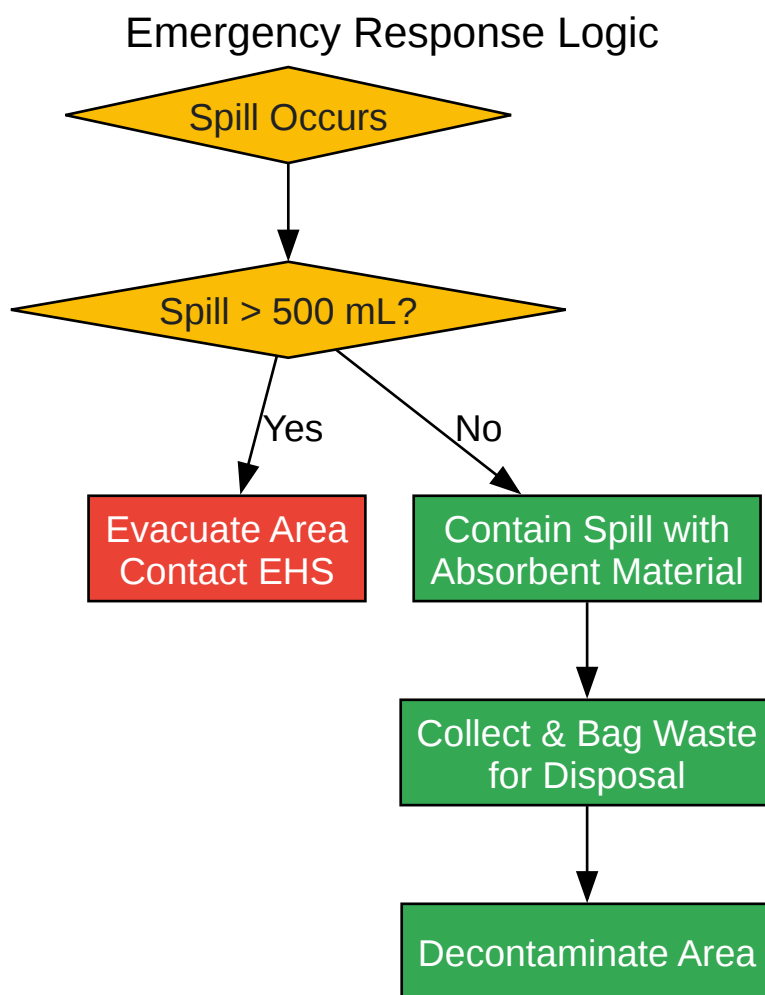 Emergency Response Logic
Spill Occurs
Spill > 500 mL?
Yes
No
Evacuate Area
Contact EHS
Contain Spill with
Absorbent Material
Collect & Bag Waste
for Disposal
Decontaminate Area